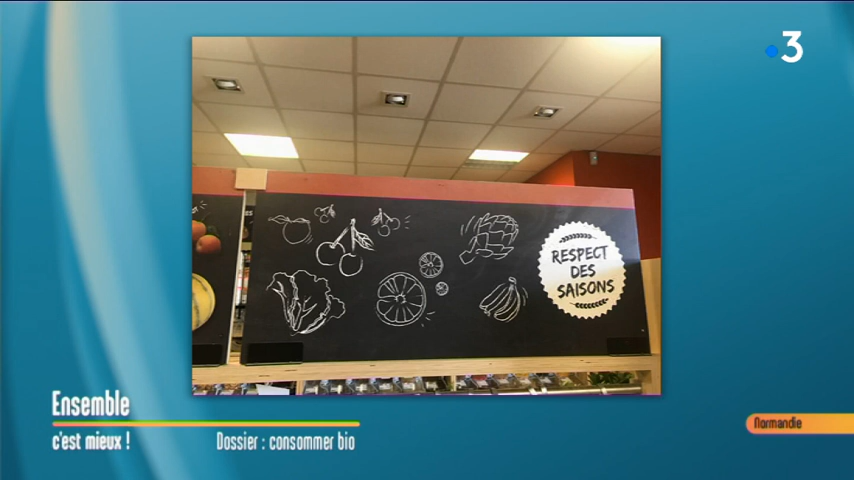 3
RESPECT
DES
SAISONS
Ensemble
c'est mieux !
Dossier : consommer bio
Normandie